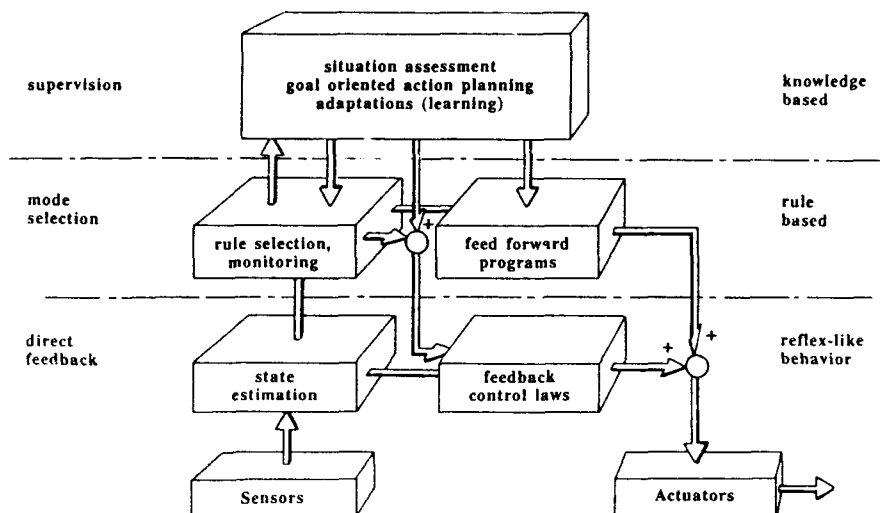 situation assessment
goal oriented action planning
adaptations (learning)
supervision
knowledge
based
mode
selection
rule
based
rule selection,
monitoring
+
feed forward
programs
direct
feedback
reflex-like
behavior
+
+
state
estimation
feedback
control laws
Sensors
Actuators